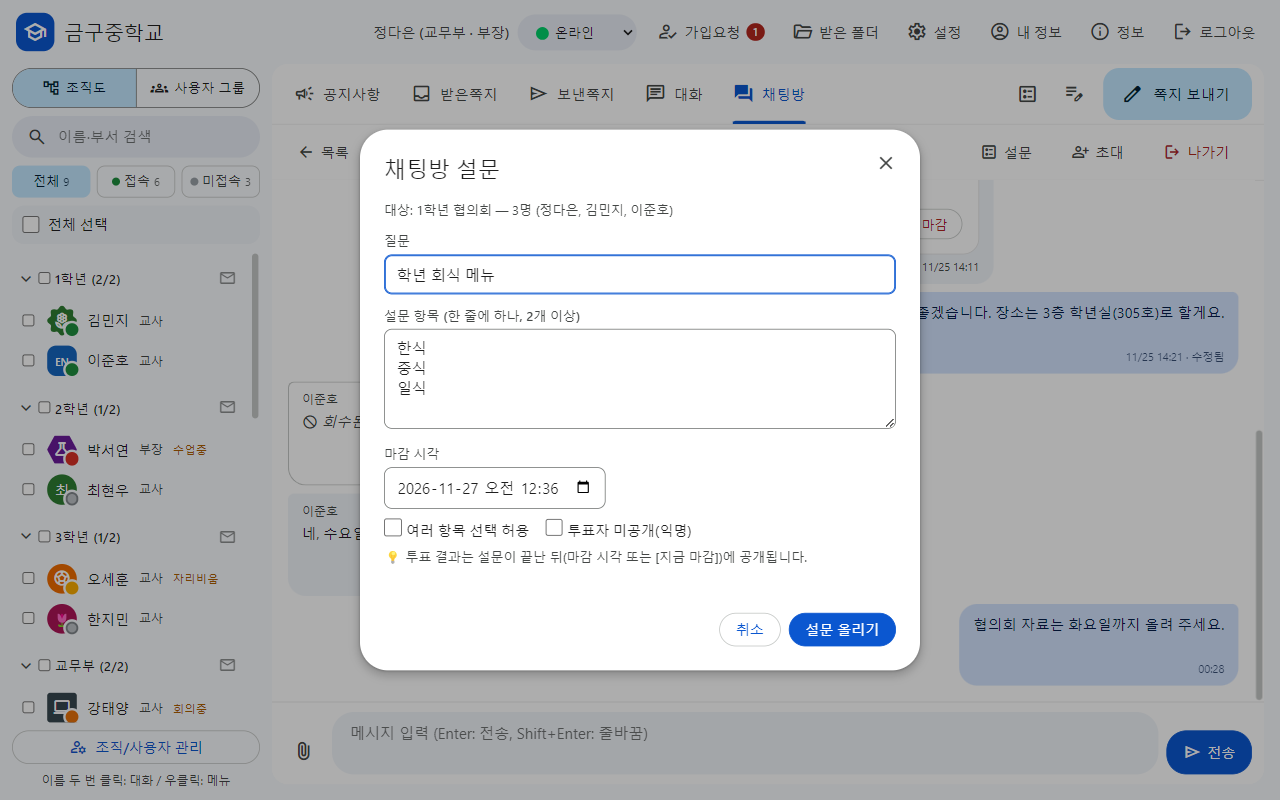 금구중학교
정다은 (교무부 · 부장)
온라인
가입요청 1
받은 폴더
설정
내 정보
정보
로그아웃
조직도
사용자 그룹
이름·부서 검색
전체 9
접속 6
미접속 3
전체 선택
1학년 (2/2)
김민지 교사
EN 이준호 교사
2학년 (1/2)
박서연 부장 수업중
최 최현우 교사
3학년 (1/2)
오세훈 교사 자리비움
한지민 교사
교무부 (2/2)
강태양 교사 회의중
조직/사용자 관리
이름 두 번 클릭: 대화 / 우클릭: 메뉴
공지사항
받은쪽지
보낸쪽지
대화
채팅방
쪽지 보내기
목록
설문
초대
나가기
마감
11/25 14:11
좋겠습니다. 장소는 3층 학년실(305호)로 할게요.
11/25 14:21 · 수정됨
이준호
회수된
이준호
네, 수요일
협의회 자료는 화요일까지 올려 주세요.
00:28
메시지 입력 (Enter: 전송, Shift+Enter: 줄바꿈)
전송
채팅방 설문
대상: 1학년 협의회 — 3명 (정다은, 김민지, 이준호)
질문
학년 회식 메뉴
설문 항목 (한 줄에 하나, 2개 이상)
한식
중식
일식
마감 시각
2026-11-27 오전 12:36
여러 항목 선택 허용
투표자 미공개(익명)
💡 투표 결과는 설문이 끝난 뒤(마감 시각 또는 [지금 마감])에 공개됩니다.
취소
설문 올리기